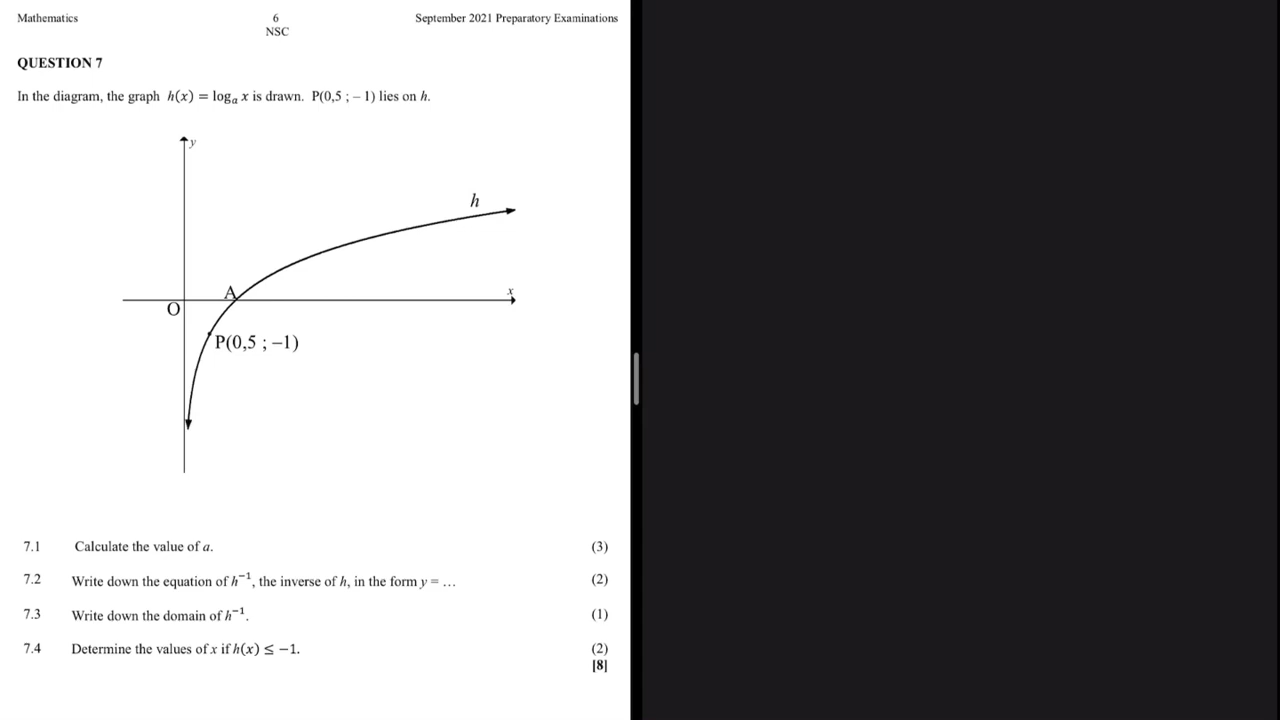 Mathematics 6 September 2021 Preparatory Examinations
NSC
QUESTION 7
In the diagram, the graph h(x) = logₐ x is drawn. P(0,5 ; – 1) lies on h.
y
h
A
x
O
P(0,5 ; –1)
7.1 Calculate the value of a. (3)
7.2 Write down the equation of h⁻¹, the inverse of h, in the form y = … (2)
7.3 Write down the domain of h⁻¹. (1)
7.4 Determine the values of x if h(x) ≤ −1. (2)
[8]